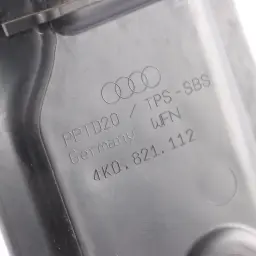 PPTD20 / TPS-SBS
Germany WFN
4K0.821.112